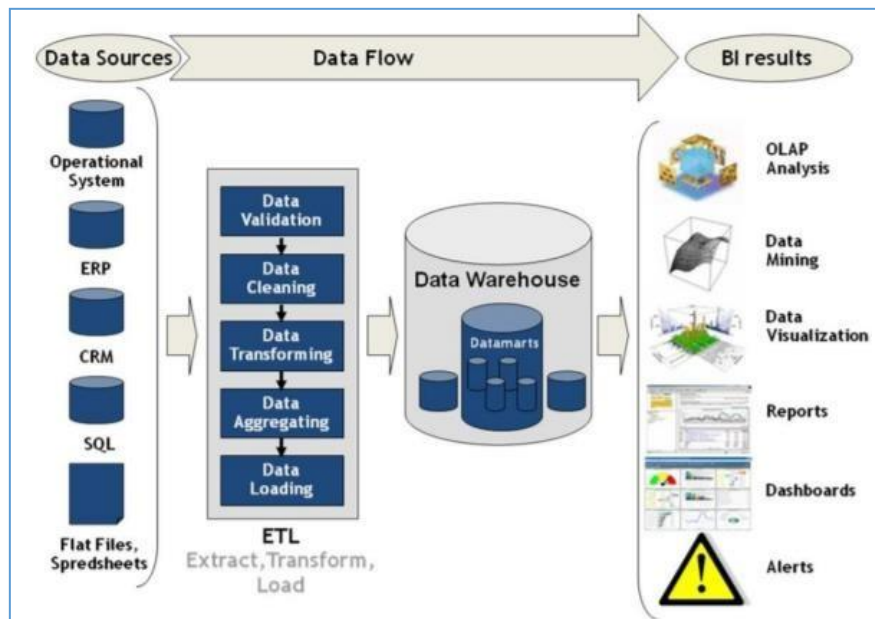 Data Sources
Data Flow
BI results
Operational
System
ERP
CRM
SQL
Flat Files,
Spredsheets
Data
Validation
Data
Cleaning
Data
Transforming
Data
Aggregating
Data
Loading
ETL
Extract,Transform,
Load
Data Warehouse
Datamarts
OLAP
Analysis
Data
Mining
Data
Visualization
Reports
Dashboards
Alerts